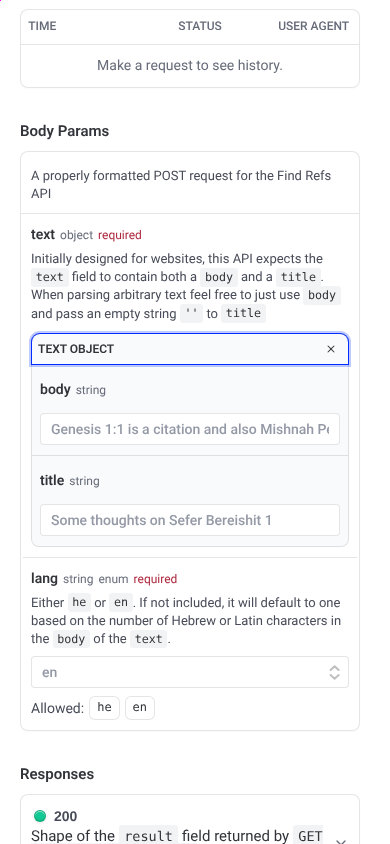 TIME STATUS USER AGENT
Make a request to see history.
Body Params
A properly formatted POST request for the Find Refs
API
text object required
Initially designed for websites, this API expects the
text field to contain both a body and a title.
When parsing arbitrary text feel free to just use body
and pass an empty string '' to title
TEXT OBJECT
body string
Genesis 1:1 is a citation and also Mishnah
title string
Some thoughts on Sefer Bereishit 1
lang string enum required
Either he or en. If not included, it will default to one
based on the number of Hebrew or Latin characters in
the body of the text.
en
Allowed: he en
Responses
200
Shape of the result field returned by GET